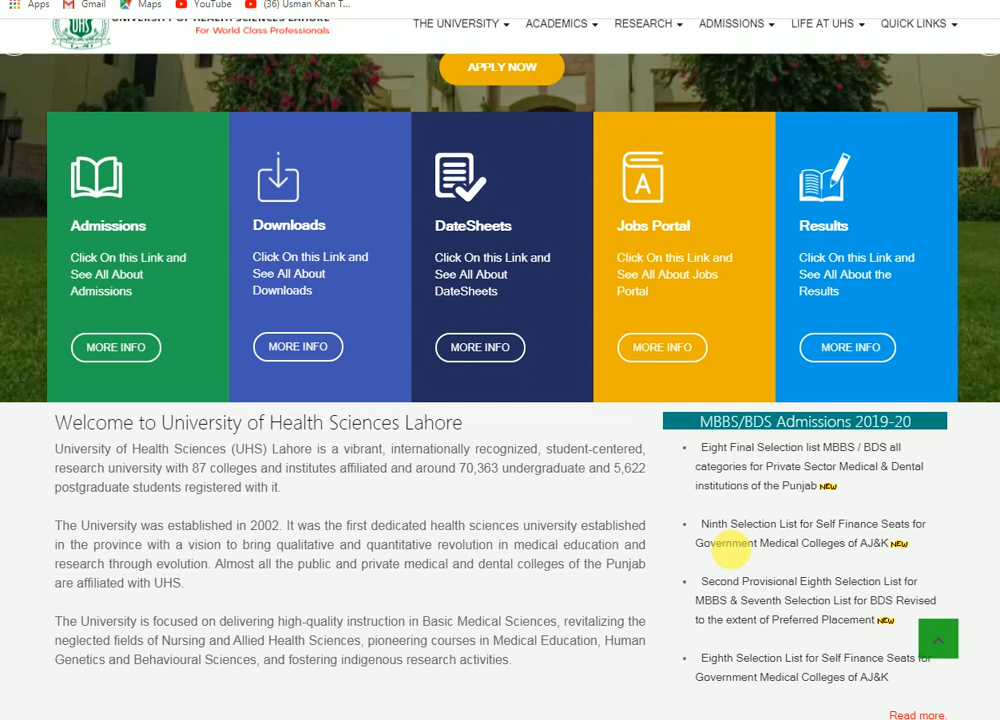 Apps Gmail Maps YouTube (36) Usman Khan T...
UNIVERSITY OF HEALTH SCIENCES LAHORE
For World Class Professionals
UHS
THE UNIVERSITY ACADEMICS RESEARCH ADMISSIONS LIFE AT UHS QUICK LINKS
APPLY NOW
Admissions
Click On this Link and
See All About
Admissions
MORE INFO
Downloads
Click On this Link and
See All About
Downloads
MORE INFO
DateSheets
Click On this Link and
See All About
DateSheets
MORE INFO
A
Jobs Portal
Click On this Link and
See All About Jobs
Portal
MORE INFO
Results
Click On this Link and
See All About the
Results
MORE INFO
Welcome to University of Health Sciences Lahore
University of Health Sciences (UHS) Lahore is a vibrant, internationally recognized, student-centered,
research university with 87 colleges and institutes affiliated and around 70,363 undergraduate and 5,622
postgraduate students registered with it.
The University was established in 2002. It was the first dedicated health sciences university established
in the province with a vision to bring qualitative and quantitative revolution in medical education and
research through evolution. Almost all the public and private medical and dental colleges of the Punjab
are affiliated with UHS.
The University is focused on delivering high-quality instruction in Basic Medical Sciences, revitalizing the
neglected fields of Nursing and Allied Health Sciences, pioneering courses in Medical Education, Human
Genetics and Behavioural Sciences, and fostering indigenous research activities.
MBBS/BDS Admissions 2019-20
• Eight Final Selection list MBBS / BDS all
categories for Private Sector Medical & Dental
institutions of the Punjab NEW
• Ninth Selection List for Self Finance Seats for
Government Medical Colleges of AJ&K NEW
• Second Provisional Eighth Selection List for
MBBS & Seventh Selection List for BDS Revised
to the extent of Preferred Placement NEW
• Eighth Selection List for Self Finance Seats for
Government Medical Colleges of AJ&K
Read more.